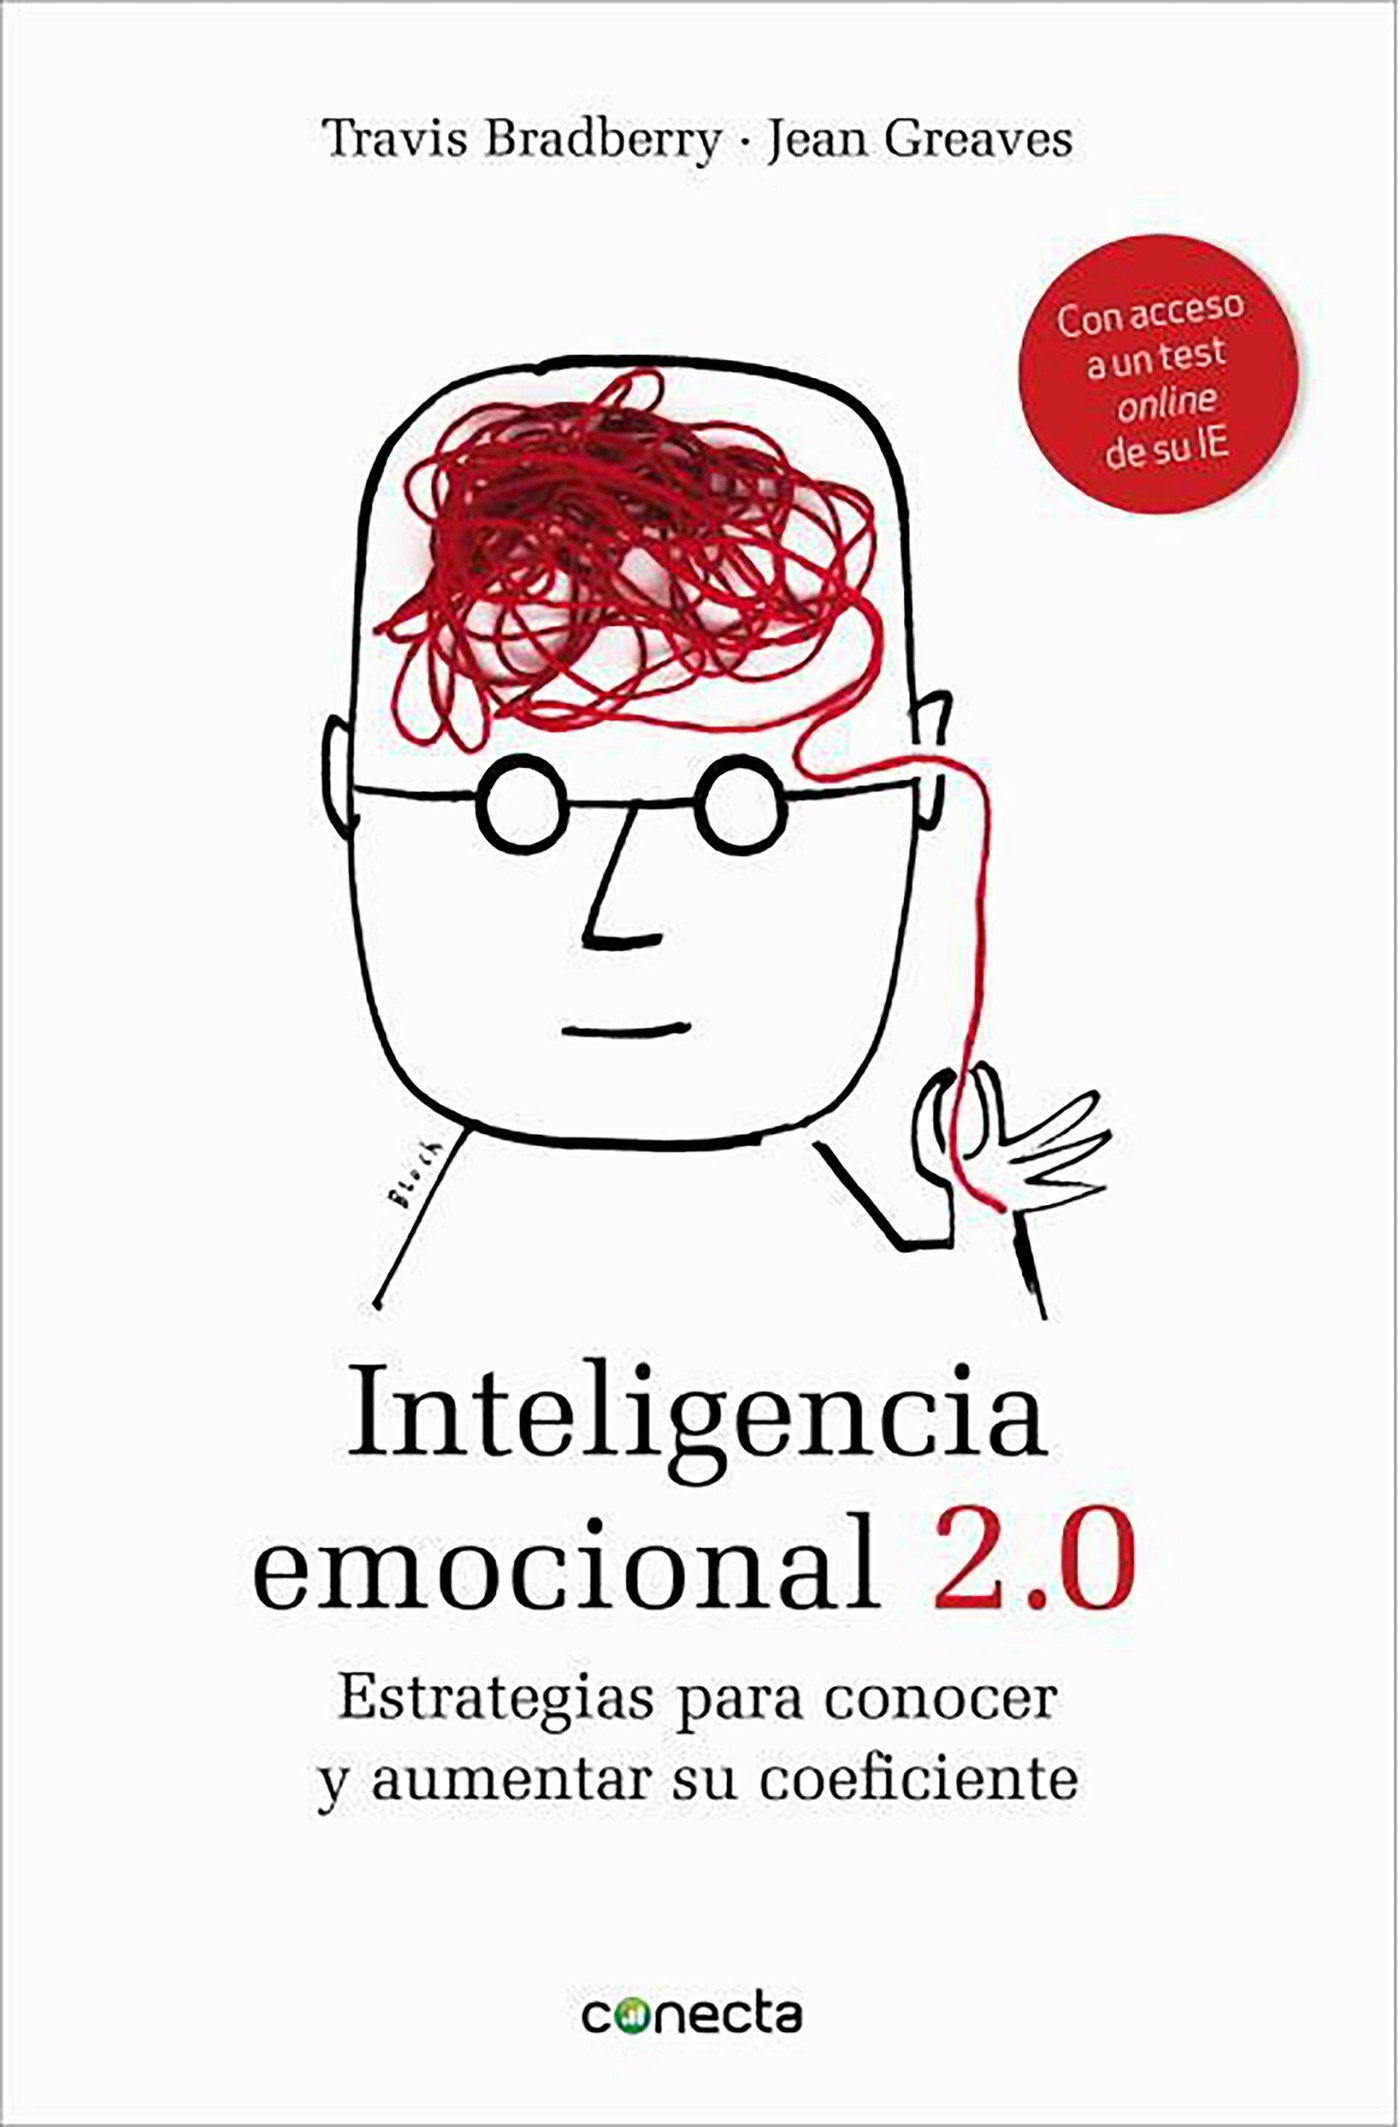 Travis Bradberry · Jean Greaves
Con acceso
a un test
online
de su IE
Block
Inteligencia
emocional 2.0
Estrategias para conocer
y aumentar su coeficiente
conecta